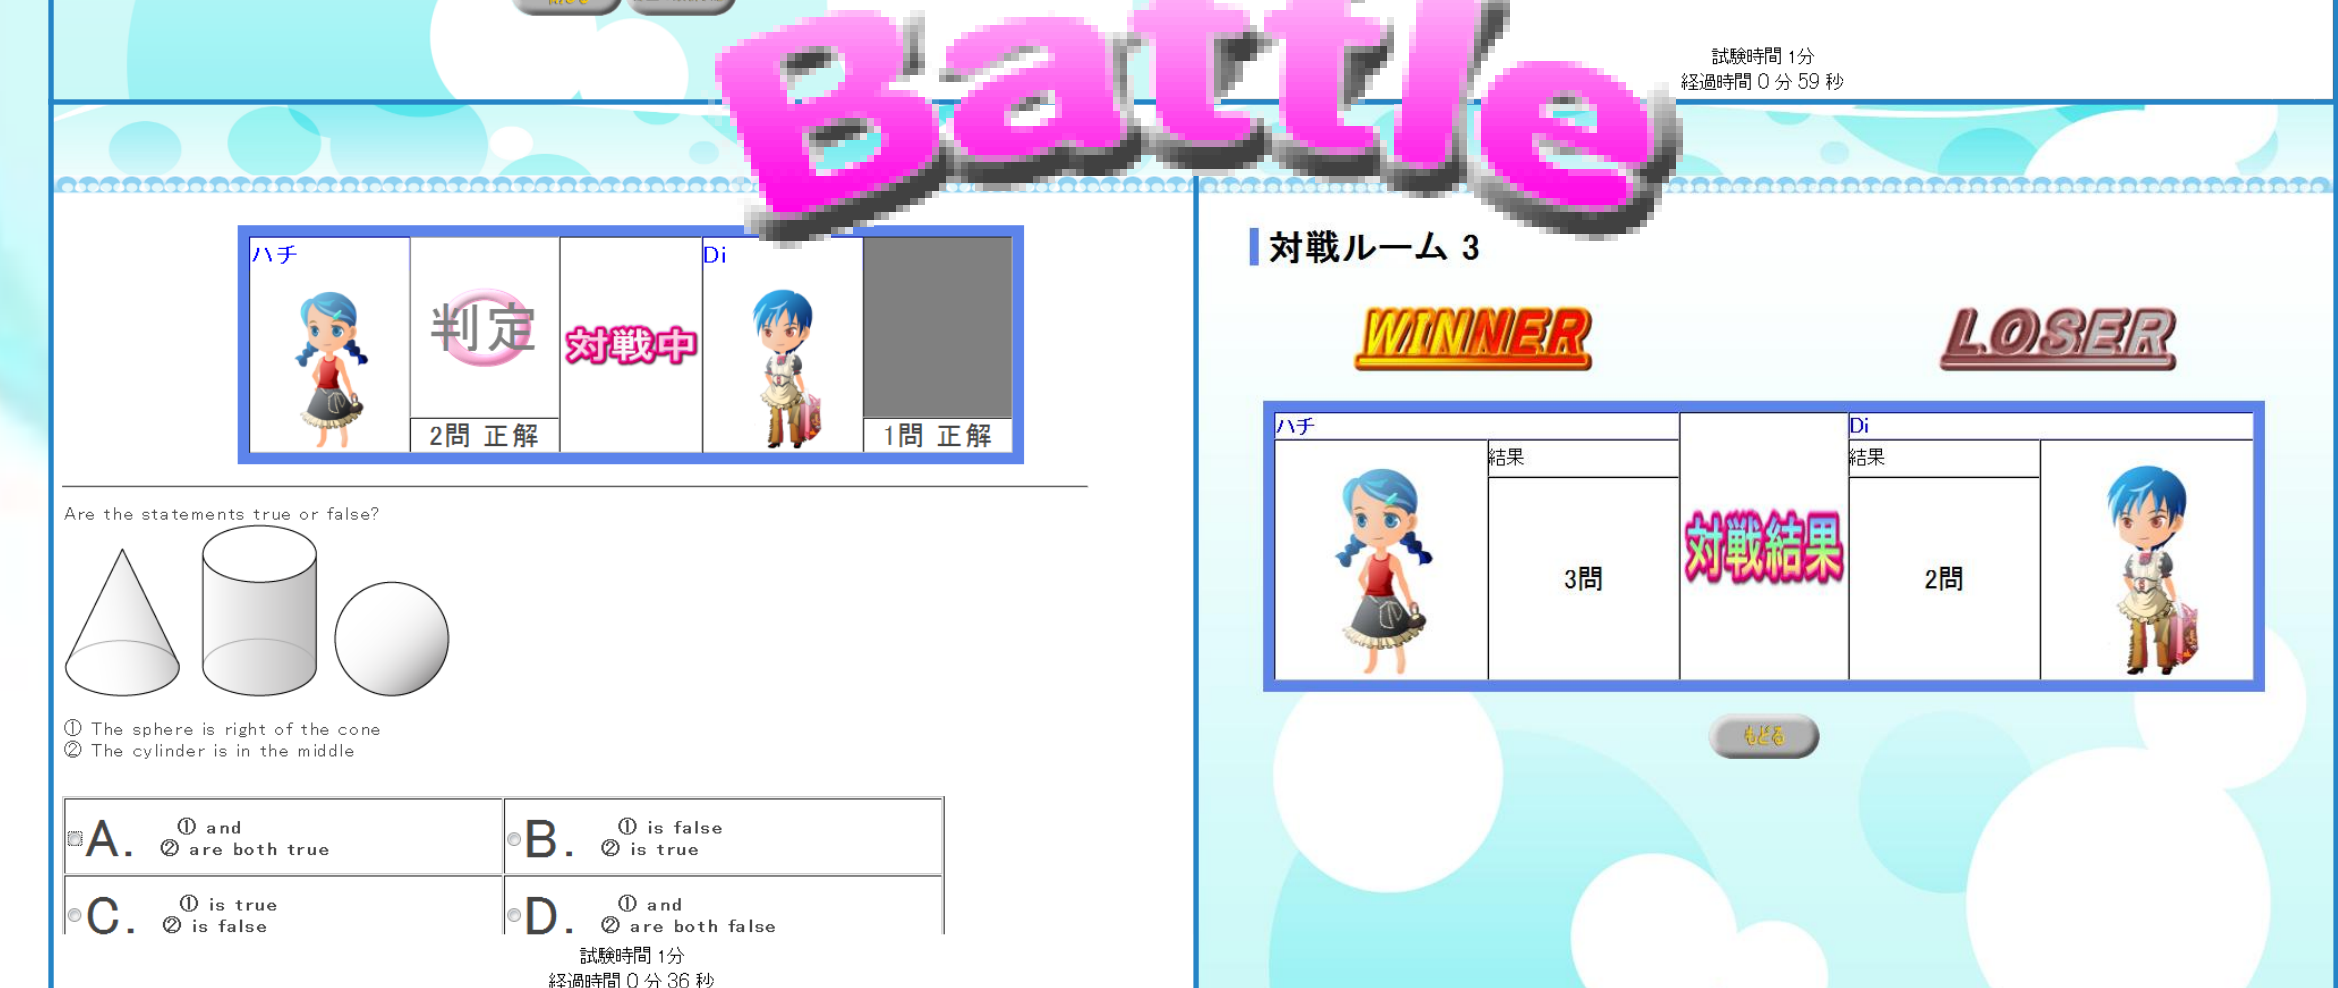 Battle
試験時間 1分
経過時間 0 分 59 秒
ハチ
判定
2問 正解
対戦中
Di
1問 正解
Are the statements true or false?
① The sphere is right of the cone
② The cylinder is in the middle
A. ① and
② are both true
B. ① is false
② is true
C. ① is true
② is false
D. ① and
② are both false
試験時間 1分
経過時間 0 分 36 秒
対戦ルーム 3
WINNER
LOSER
ハチ
結果
3問
対戦結果
Di
結果
2問
もどる